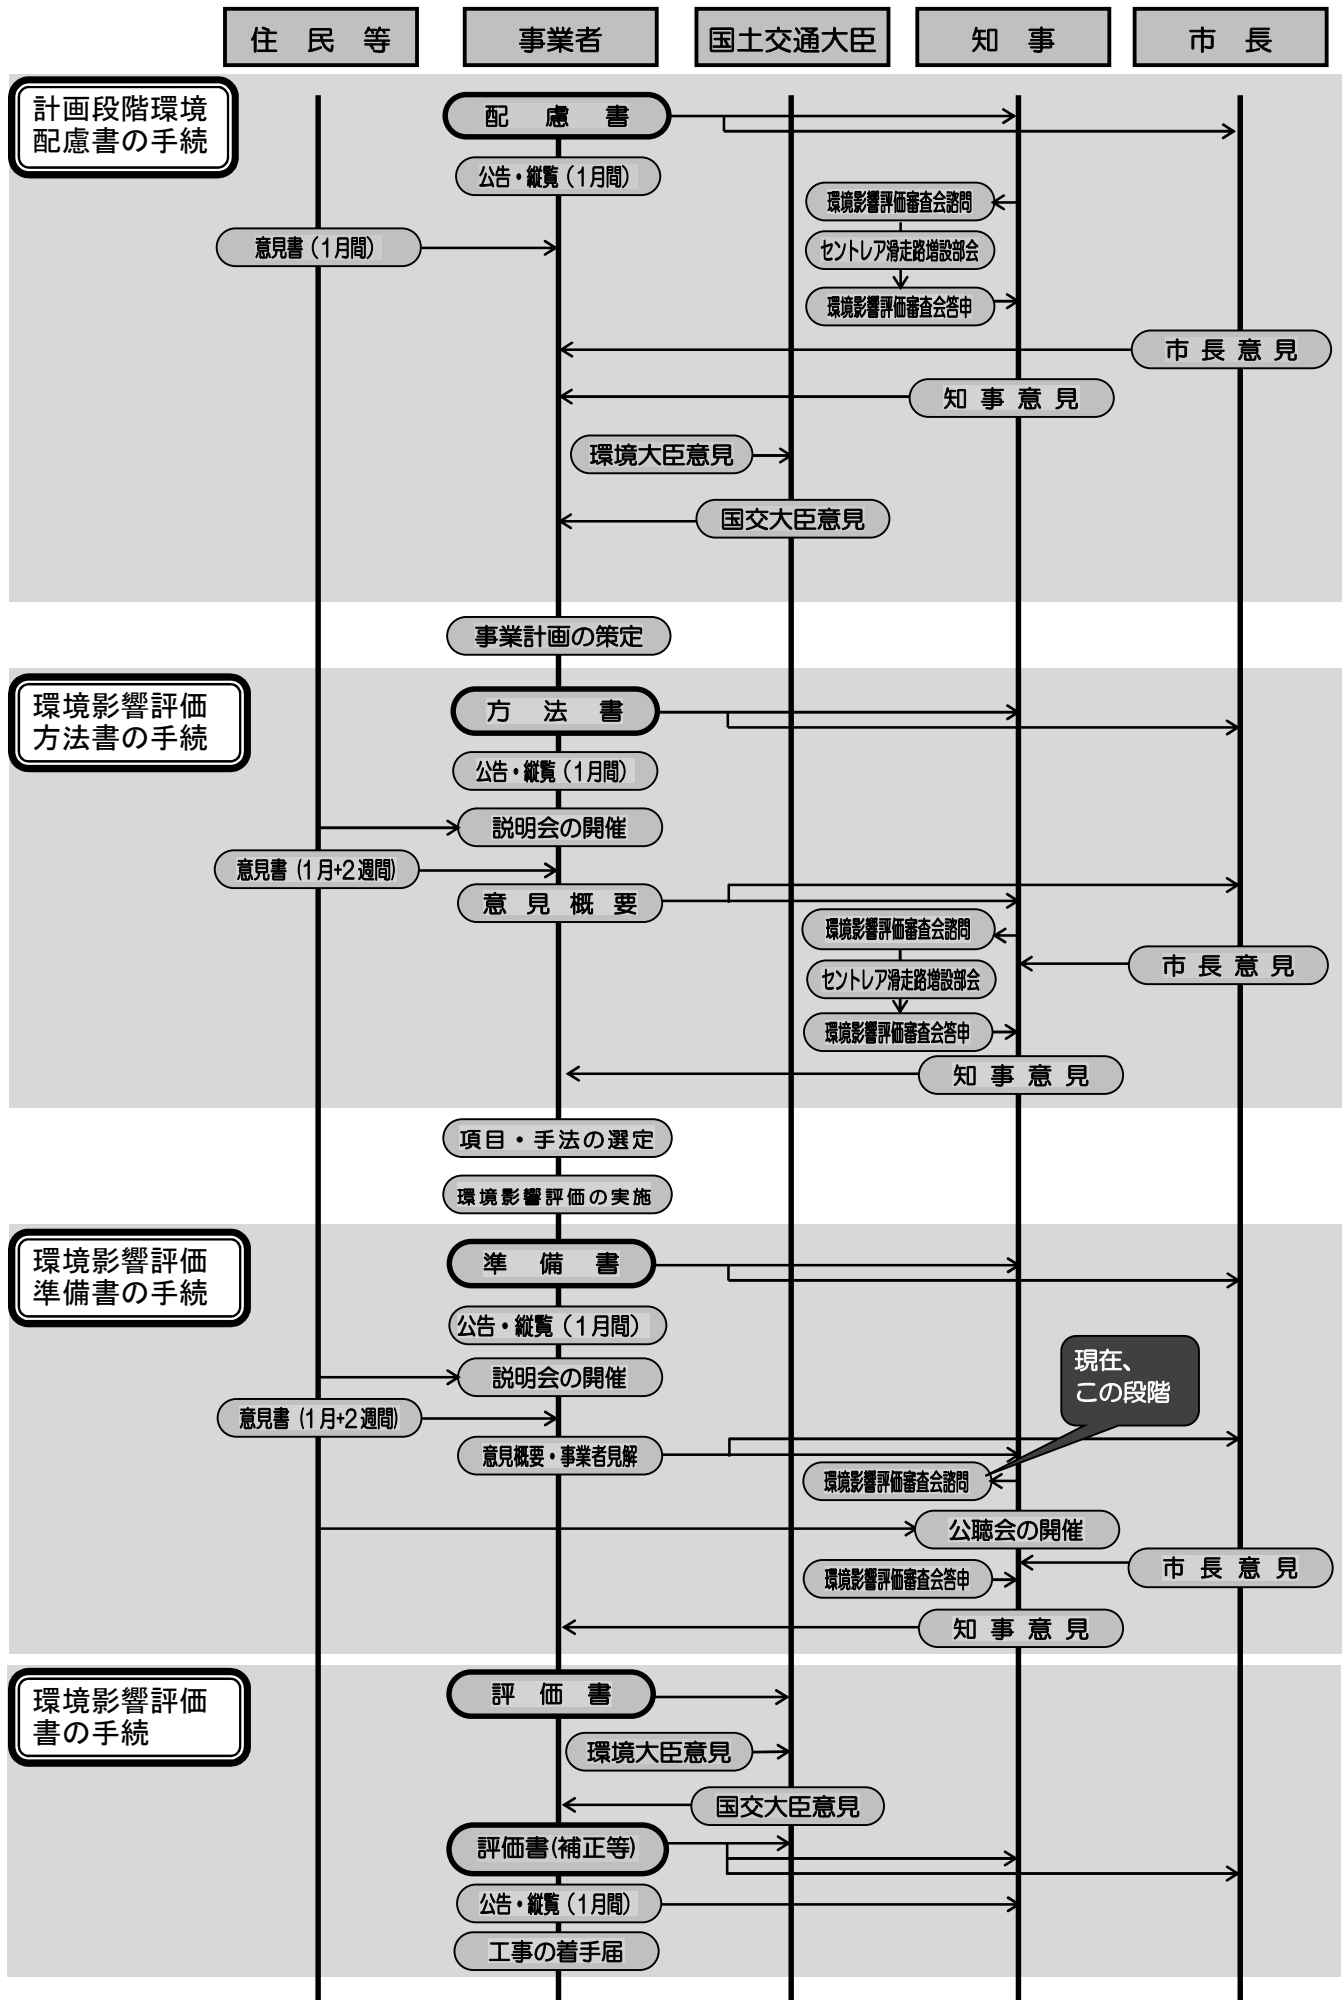 住　民　等
事業者
国土交通大臣
知　事
市　長
計画段階環境
配慮書の手続
配　慮　書
公告・縦覧（１月間）
環境影響評価審査会諮問
意見書（１月間）
セントレア滑走路増設部会
環境影響評価審査会答申
市 長 意 見
知 事 意 見
環境大臣意見
国交大臣意見
事業計画の策定
環境影響評価
方法書の手続
方　法　書
公告・縦覧（１月間）
説明会の開催
意見書（１月+２週間）
意 見 概 要
環境影響評価審査会諮問
市 長 意 見
セントレア滑走路増設部会
環境影響評価審査会答申
知 事 意 見
項目・手法の選定
環境影響評価の実施
環境影響評価
準備書の手続
準　備　書
公告・縦覧（１月間）
現在、
この段階
説明会の開催
意見書（１月+２週間）
意見概要・事業者見解
環境影響評価審査会諮問
公聴会の開催
市 長 意 見
環境影響評価審査会答申
知 事 意 見
環境影響評価
書の手続
評　価　書
環境大臣意見
国交大臣意見
評価書(補正等)
公告・縦覧（１月間）
工事の着手届